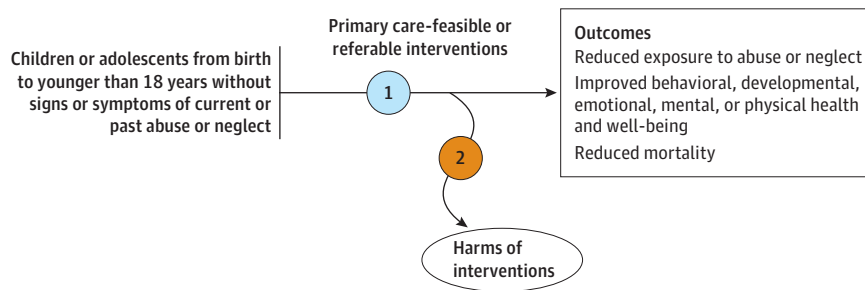 Primary care-feasible or
referable interventions
Children or adolescents from birth
to younger than 18 years without
signs or symptoms of current or
past abuse or neglect
1
2
Harms of
interventions
Outcomes
Reduced exposure to abuse or neglect
Improved behavioral, developmental,
emotional, mental, or physical health
and well-being
Reduced mortality